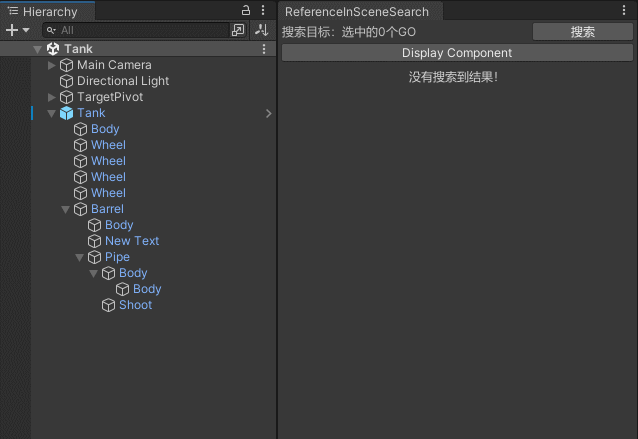 Hierarchy
All
Tank
Main Camera
Directional Light
TargetPivot
Tank
Body
Wheel
Wheel
Wheel
Wheel
Barrel
Body
New Text
Pipe
Body
Body
Shoot
ReferenceInSceneSearch
搜索目标：选中的0个GO 搜索
Display Component
没有搜索到结果！